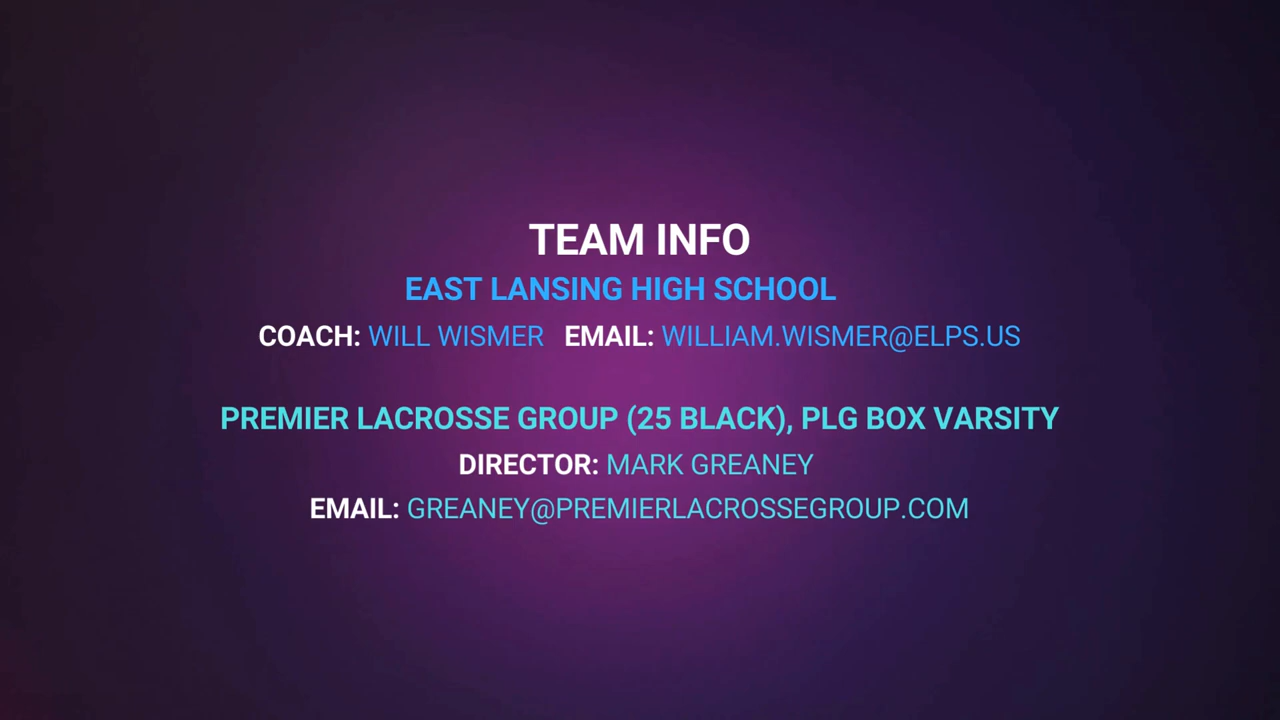 TEAM INFO
EAST LANSING HIGH SCHOOL
COACH: WILL WISMER EMAIL: WILLIAM.WISMER@ELPS.US
PREMIER LACROSSE GROUP (25 BLACK), PLG BOX VARSITY
DIRECTOR: MARK GREANEY
EMAIL: GREANEY@PREMIERLACROSSEGROUP.COM